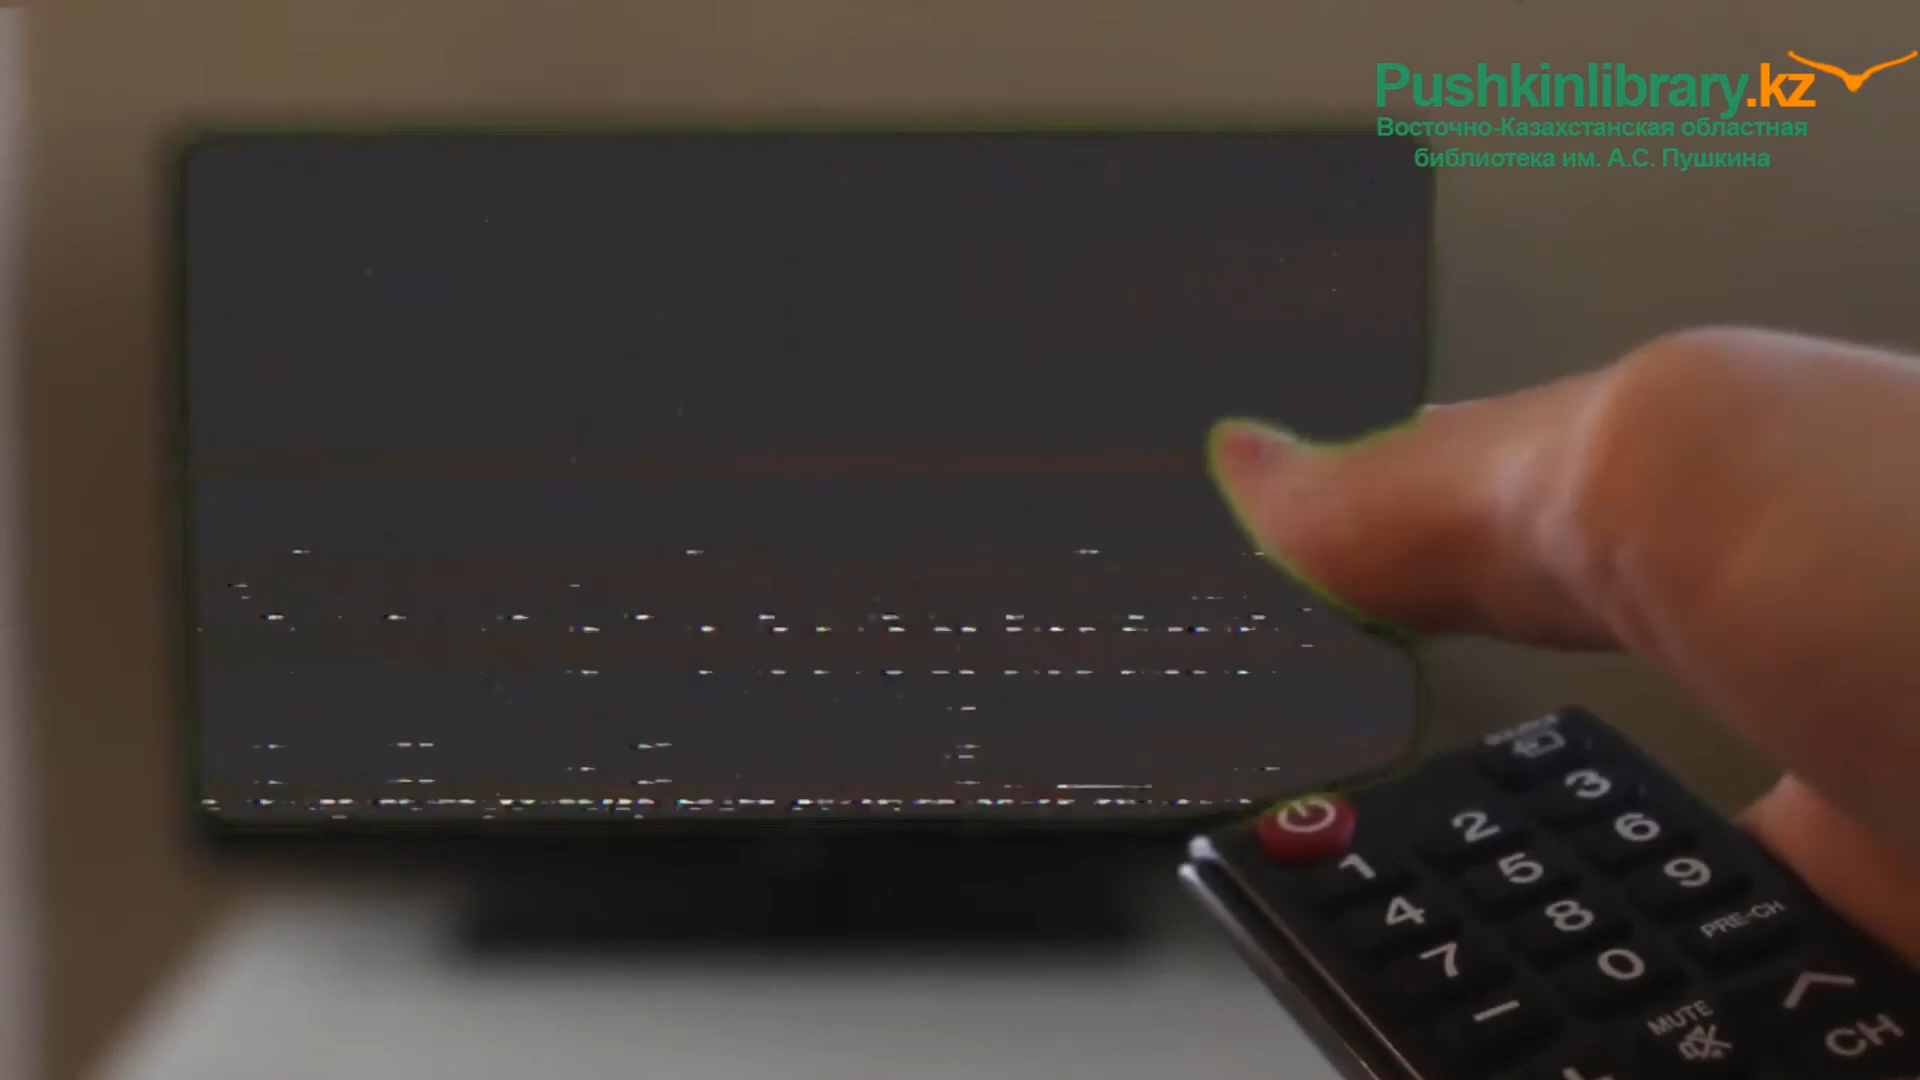 Pushkinlibrary.kz
Восточно-Казахстанская областная
библиотека им. А.С. Пушкина
3
2
6
1
5
9
4
8
PRE-CH
7
0
MUTE
CH